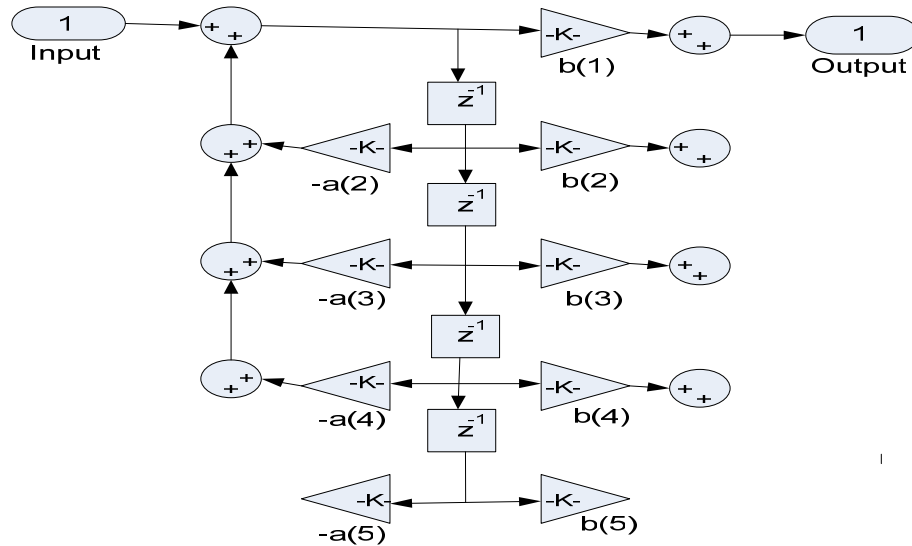 1 + + -K- + + 1
Input b(1) Output
z-1
+ + -K- -K- + +
-a(2) b(2)
z-1
+ + -K- -K- + +
-a(3) b(3)
z-1
+ + -K- -K- + +
-a(4) b(4)
z-1
-K- -K-
-a(5) b(5)